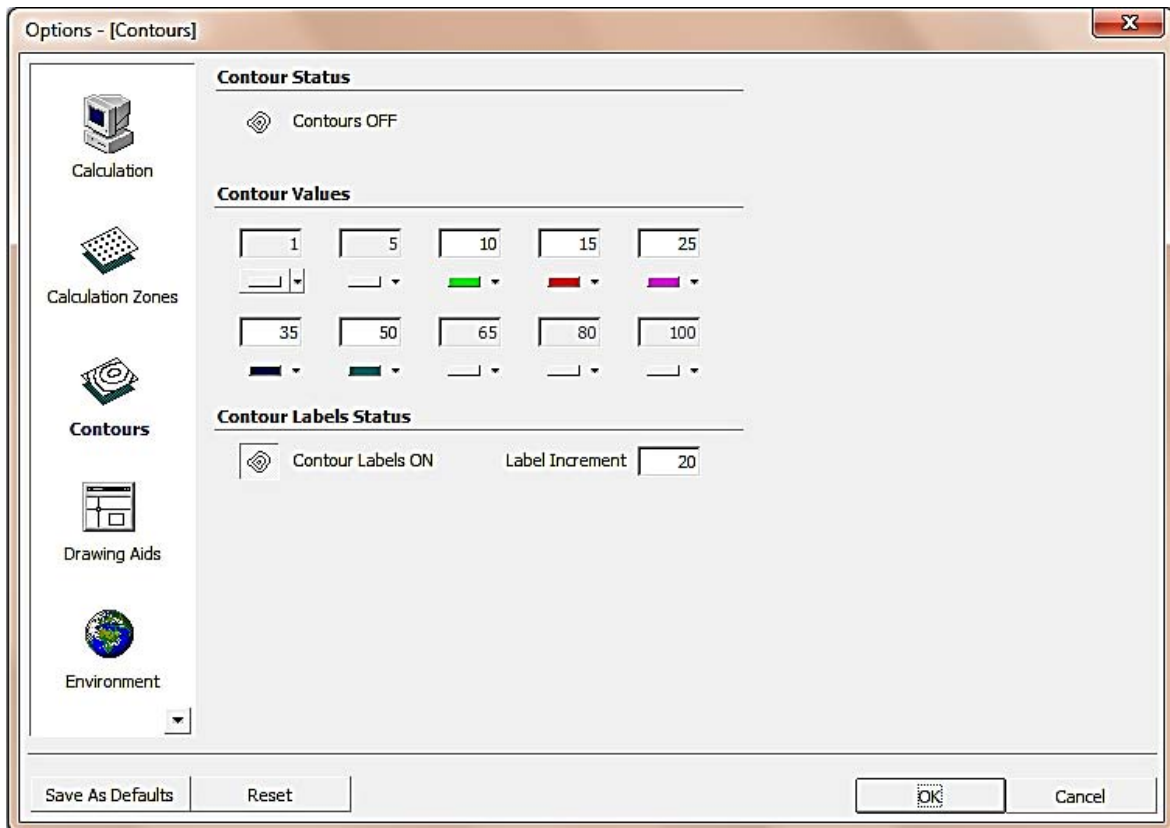 Options - [Contours]
Calculation
Calculation Zones
Contours
Drawing Aids
Environment
Contour Status
Contours OFF
Contour Values
1 5 10 15 25
35 50 65 80 100
Contour Labels Status
Contour Labels ON Label Increment 20
Save As Defaults Reset OK Cancel